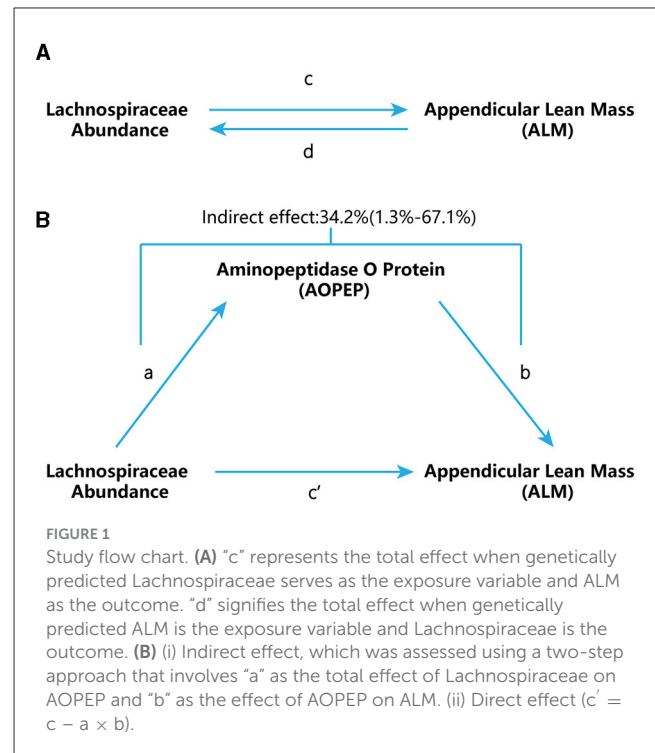 A
c
Lachnospiraceae
Abundance
Appendicular Lean Mass
(ALM)
d
B
Indirect effect:34.2%(1.3%-67.1%)
Aminopeptidase O Protein
(AOPEP)
a
b
Lachnospiraceae
Abundance
Appendicular Lean Mass
(ALM)
c'
FIGURE 1
Study flow chart. (A) "c" represents the total effect when genetically
predicted Lachnospiraceae serves as the exposure variable and ALM
as the outcome. "d" signifies the total effect when genetically
predicted ALM is the exposure variable and Lachnospiraceae is the
outcome. (B) (i) Indirect effect, which was assessed using a two-step
approach that involves "a" as the total effect of Lachnospiraceae on
AOPEP and "b" as the effect of AOPEP on ALM. (ii) Direct effect (c′ =
c – a × b).